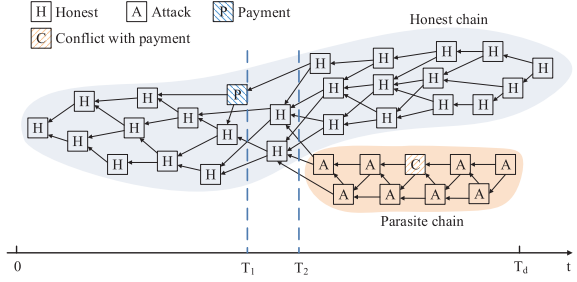 H Honest A Attack P Payment
C Conflict with payment
Honest chain
H H H H H
H H H
H H P H H H H H
H H H H H H
H H H H
A A C A A
A A A A
Parasite chain
0 T1 T2 Td t